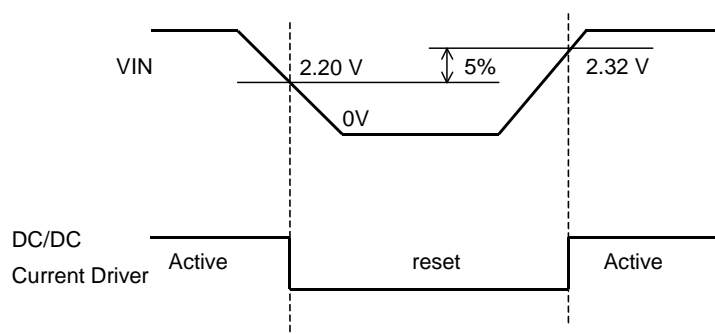 VIN
2.20 V
5%
2.32 V
0V
DC/DC
Current Driver
Active
reset
Active